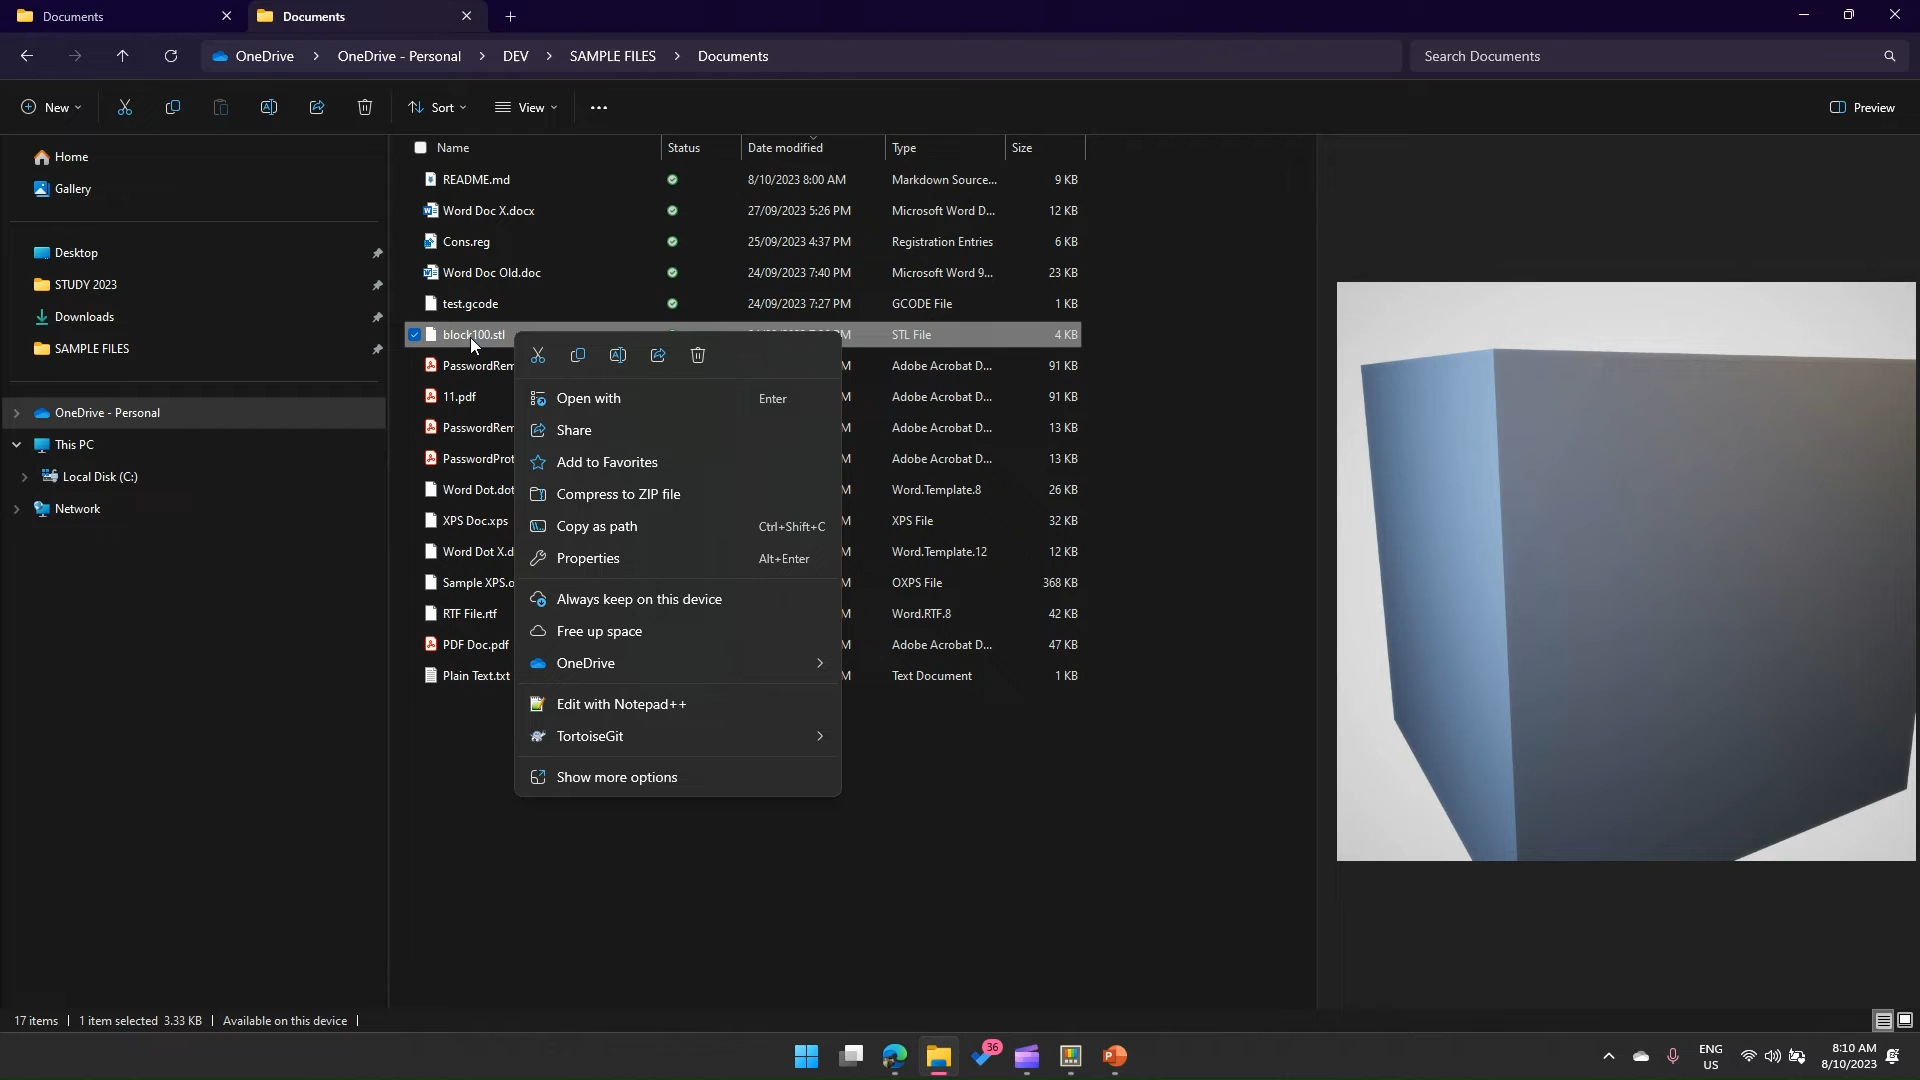 Documents
Documents
OneDrive > OneDrive - Personal > DEV > SAMPLE FILES > Documents
Search Documents
New
Sort
View
Preview
Home
Gallery
Desktop
STUDY 2023
Downloads
SAMPLE FILES
OneDrive - Personal
This PC
Local Disk (C:)
Network
Name Status Date modified Type Size
README.md 8/10/2023 8:00 AM Markdown Source... 9 KB
Word Doc X.docx 27/09/2023 5:26 PM Microsoft Word D... 12 KB
Cons.reg 25/09/2023 4:37 PM Registration Entries 6 KB
Word Doc Old.doc 24/09/2023 7:40 PM Microsoft Word 9... 23 KB
test.gcode 24/09/2023 7:27 PM GCODE File 1 KB
block100.stl M STL File 4 KB
PasswordRem M Adobe Acrobat D... 91 KB
11.pdf M Adobe Acrobat D... 91 KB
PasswordRem M Adobe Acrobat D... 13 KB
PasswordProt M Adobe Acrobat D... 13 KB
Word Dot.dot M Word.Template.8 26 KB
XPS Doc.xps M XPS File 32 KB
Word Dot X.d M Word.Template.12 12 KB
Sample XPS.o M OXPS File 368 KB
RTF File.rtf M Word.RTF.8 42 KB
PDF Doc.pdf M Adobe Acrobat D... 47 KB
Plain Text.txt M Text Document 1 KB
Open with Enter
Share
Add to Favorites
Compress to ZIP file
Copy as path Ctrl+Shift+C
Properties Alt+Enter
Always keep on this device
Free up space
OneDrive
Edit with Notepad++
TortoiseGit
Show more options
17 items 1 item selected 3.33 KB Available on this device
36
ENG
US
8:10 AM
8/10/2023